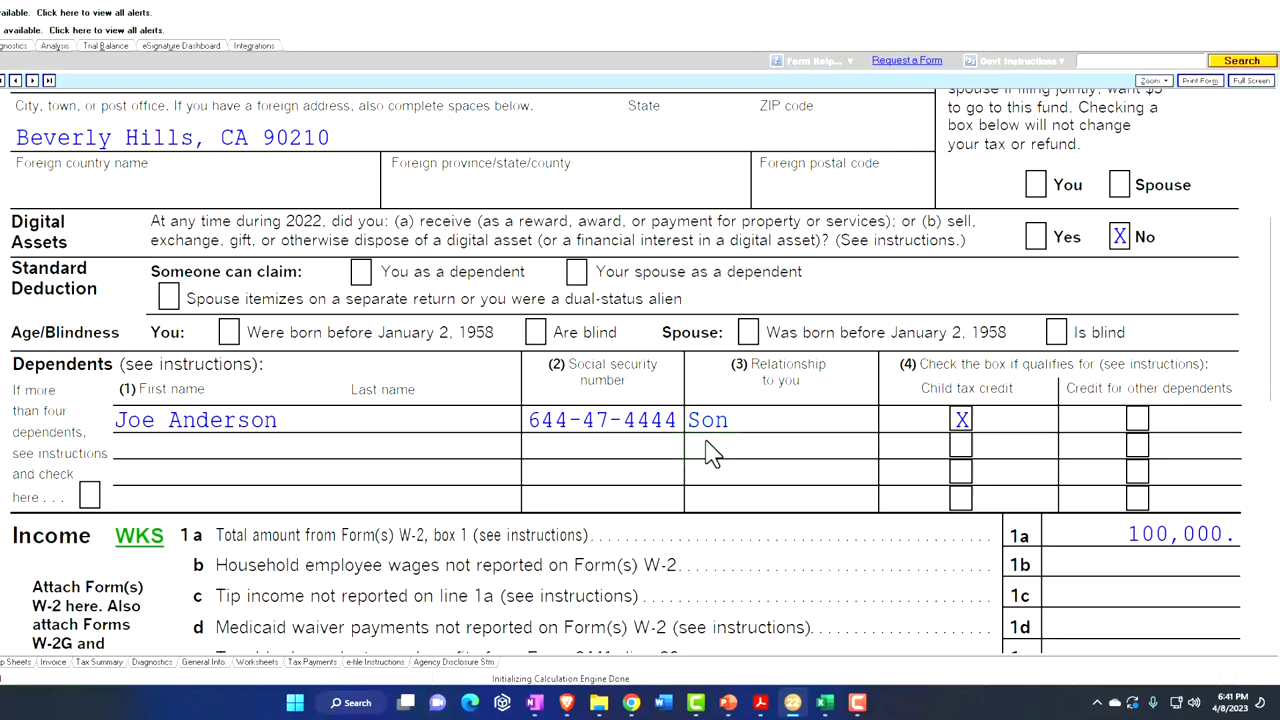 available. Click here to view all alerts.
available. Click here to view all alerts.
gnostics Analysis Trial Balance eSignature Dashboard Integrations
Form Help... Request a Form Govt Instructions Search
Zoom Print Form Full Screen
City, town, or post office. If you have a foreign address, also complete spaces below. State ZIP code
Beverly Hills, CA 90210
Foreign country name Foreign province/state/county Foreign postal code
spouse if filing jointly, want $3
to go to this fund. Checking a
box below will not change
your tax or refund.
You Spouse
Digital Assets
At any time during 2022, did you: (a) receive (as a reward, award, or payment for property or services); or (b) sell,
exchange. gift, or otherwise dispose of a digital asset (or a financial interest in a digital asset)? (See instructions.)
Yes X No
Standard Deduction
Someone can claim: You as a dependent Your spouse as a dependent
Spouse itemizes on a separate return or you were a dual-status alien
Age/Blindness You: Were born before January 2, 1958 Are blind Spouse: Was born before January 2, 1958 Is blind
Dependents (see instructions):
(2) Social security number
(3) Relationship to you
(4) Check the box if qualifies for (see instructions):
If more than four dependents, see instructions and check here . . .
(1) First name Last name
Child tax credit Credit for other dependents
Joe Anderson 644-47-4444 Son X
Income WKS 1 a Total amount from Form(s) W-2, box 1 (see instructions) 1a 100,000.
b Household employee wages not reported on Form(s) W-2 1b
c Tip income not reported on line 1a (see instructions) 1c
d Medicaid waiver payments not reported on Form(s) W-2 (see instructions) 1d
Attach Form(s)
W-2 here. Also
attach Forms
W-2G and
p Sheets Invoice Tax Summary Diagnostics General Info Worksheets Tax Payments e-file Instructions Agency Disclosure Stm
Initializing Calculation Engine Done
Search
6:41 PM
4/8/2023